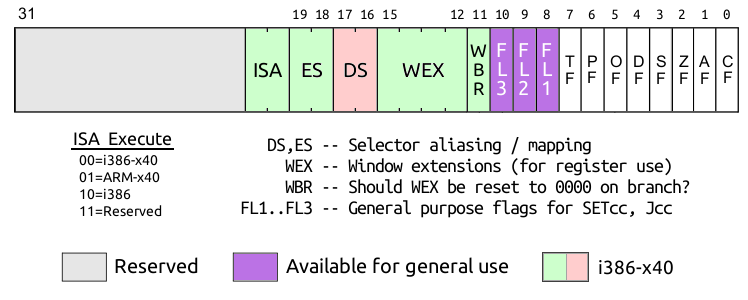 31 19 18 17 16 15 12 11 10 9 8 7 6 5 4 3 2 1 0
ISA ES DS WEX WBR FL3 FL2 FL1 TF PF OF DF SF ZF AF CF
ISA Execute
00=i386-x40
01=ARM-x40
10=i386
11=Reserved
DS,ES -- Selector aliasing / mapping
WEX -- Window extensions (for register use)
WBR -- Should WEX be reset to 0000 on branch?
FL1..FL3 -- General purpose flags for SETcc, Jcc
Reserved
Available for general use
i386-x40